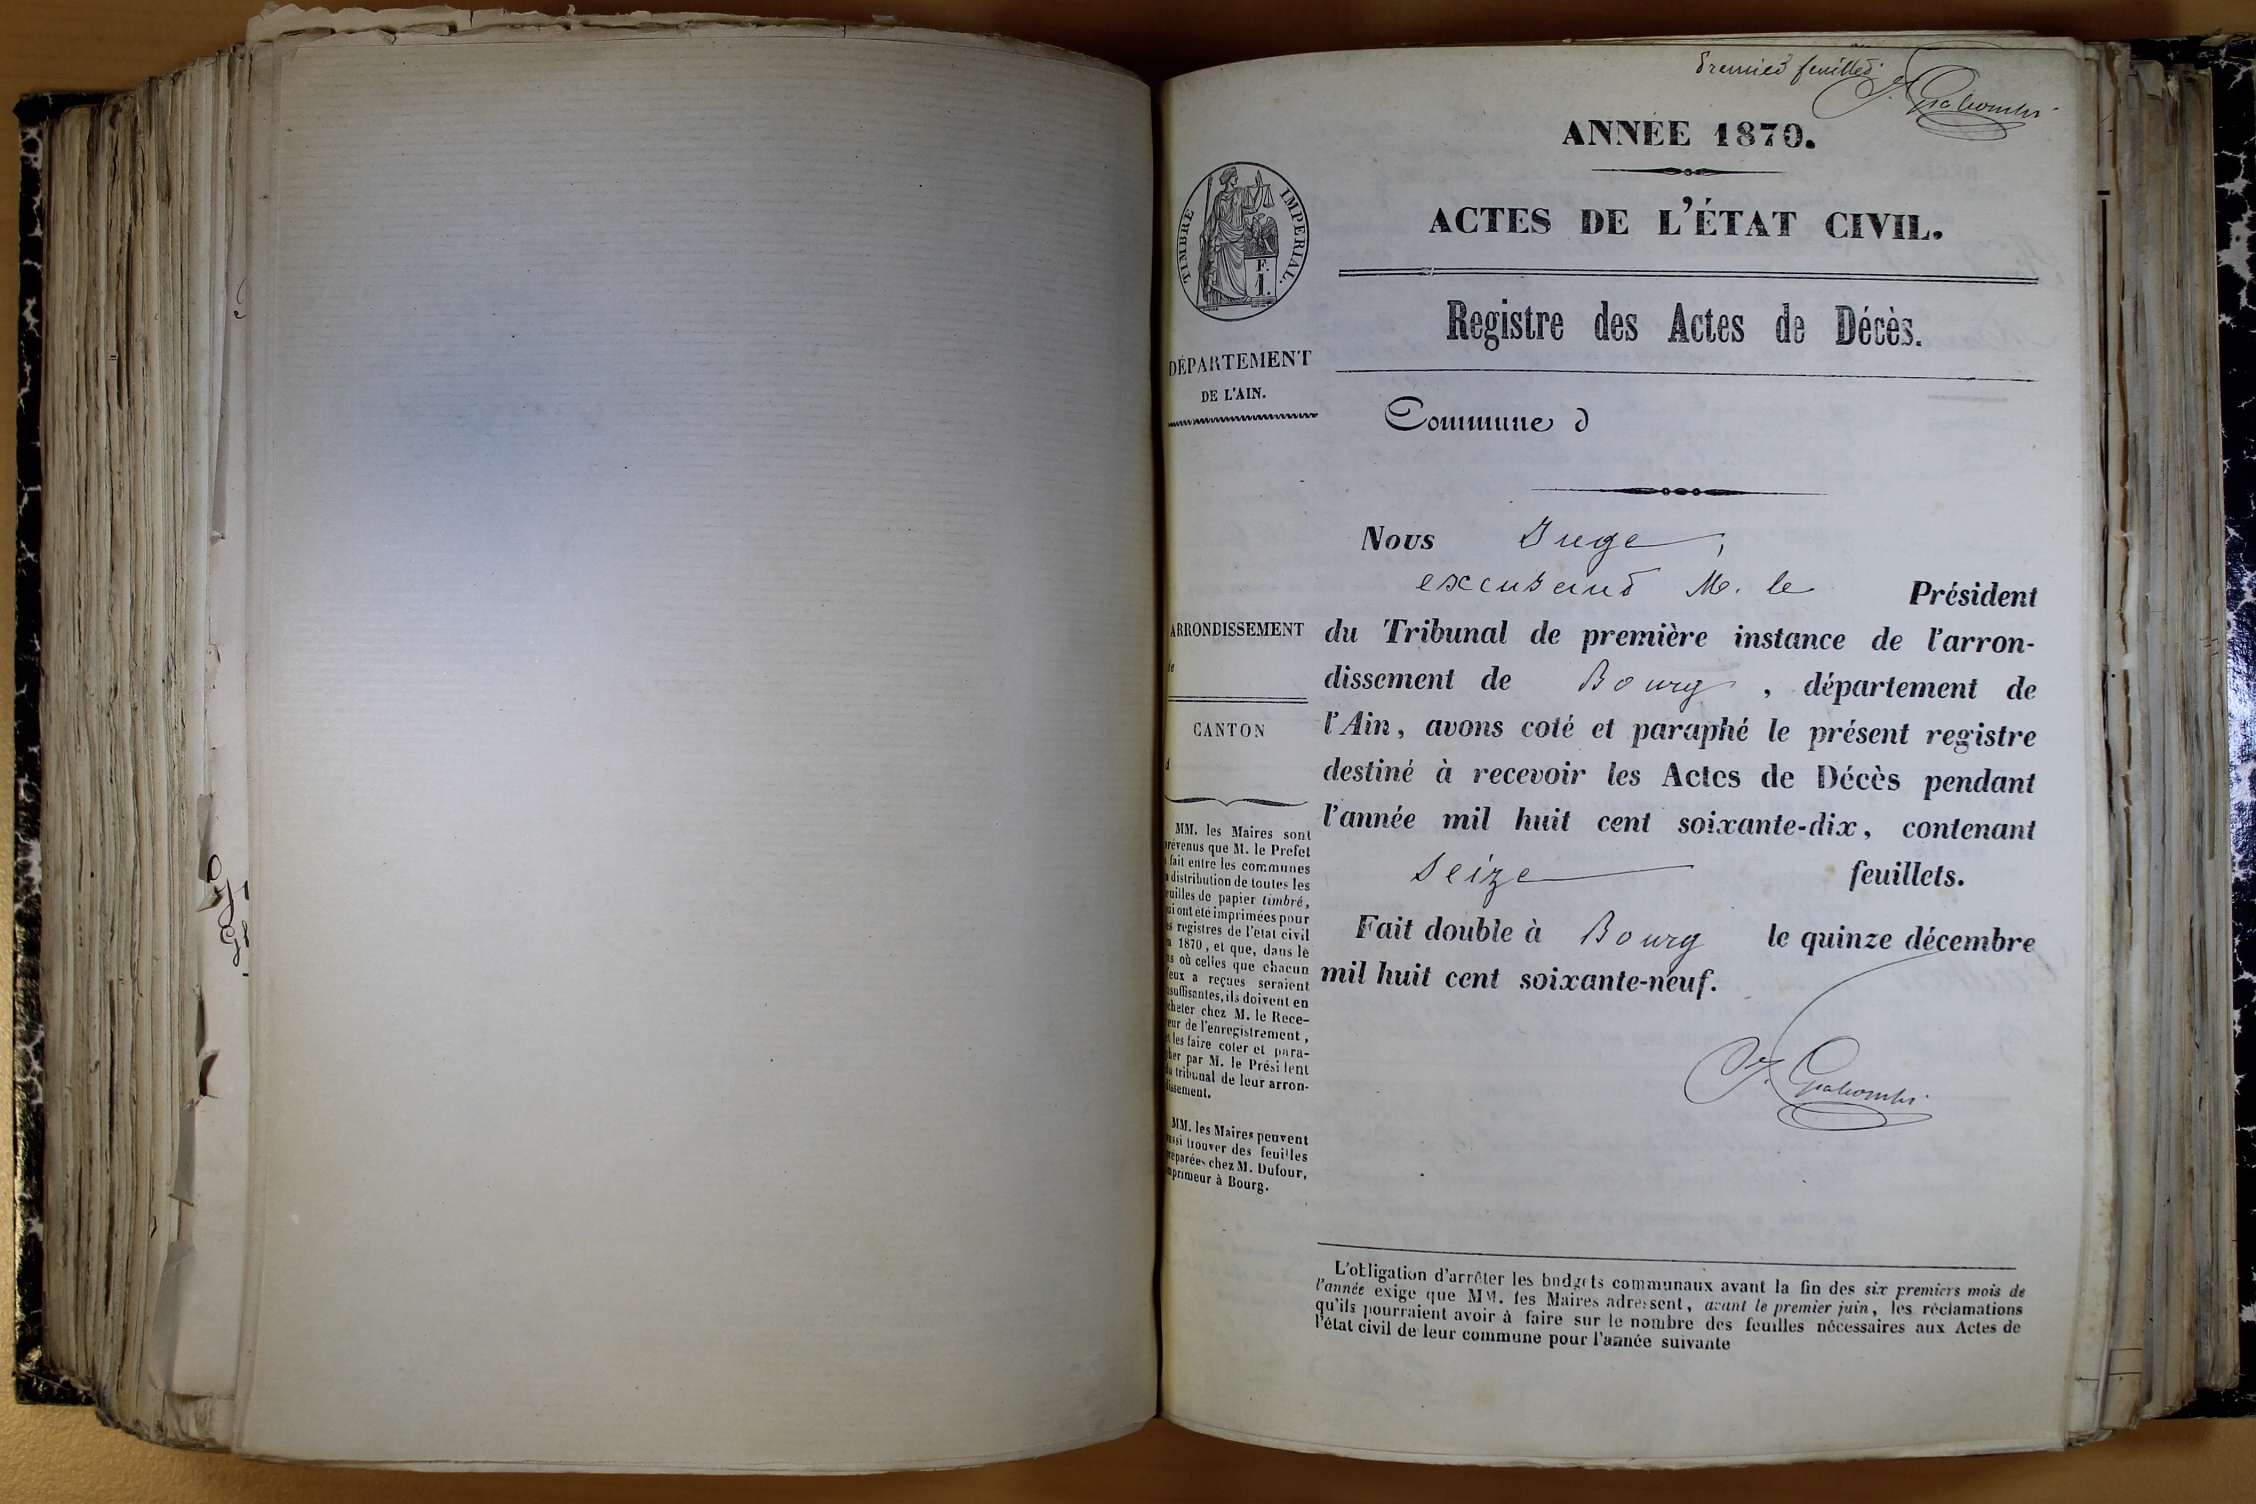 Premier feuillet
ANNÉE 1870.
ACTES DE L'ÉTAT CIVIL.
Registre des Actes de Décès.
Commune d
TIMBRE IMPERIAL.
F.
1.
DÉPARTEMENT
DE L'AIN.
ARRONDISSEMENT
CANTON
d
MM. les Maires sont
prévenus que M. le Prefet
fait entre les communes
distribution de toutes les
feuilles de papier timbré,
qui ont été imprimées pour
les registres de l'état civil
1870, et que, dans le
cas où celles que chacun
d'eux a reçues seraient
insuffisantes, ils doivent en
acheter chez M. le Rece-
veur de l'enregistrement,
et les faire coter et para-
pher par M. le Président
du tribunal de leur arron-
dissement.
MM. les Maires peuvent
aussi trouver des feuilles
préparées chez M. Dufour,
imprimeur à Bourg.
Nous Juge,
excusant M. le Président
du Tribunal de première instance de l'arron-
dissement de Bourg, département de
l'Ain, avons coté et paraphé le présent registre
destiné à recevoir les Actes de Décès pendant
l'année mil huit cent soixante-dix, contenant
seize feuillets.
Fait double à Bourg le quinze décembre
mil huit cent soixante-neuf.
L'obligation d'arrêter les budgets communaux avant la fin des six premiers mois de
l'année exige que MM. les Maires adressent, avant le premier juin, les réclamations
qu'ils pourraient avoir à faire sur le nombre des feuilles nécessaires aux Actes de
l'état civil de leur commune pour l'année suivante